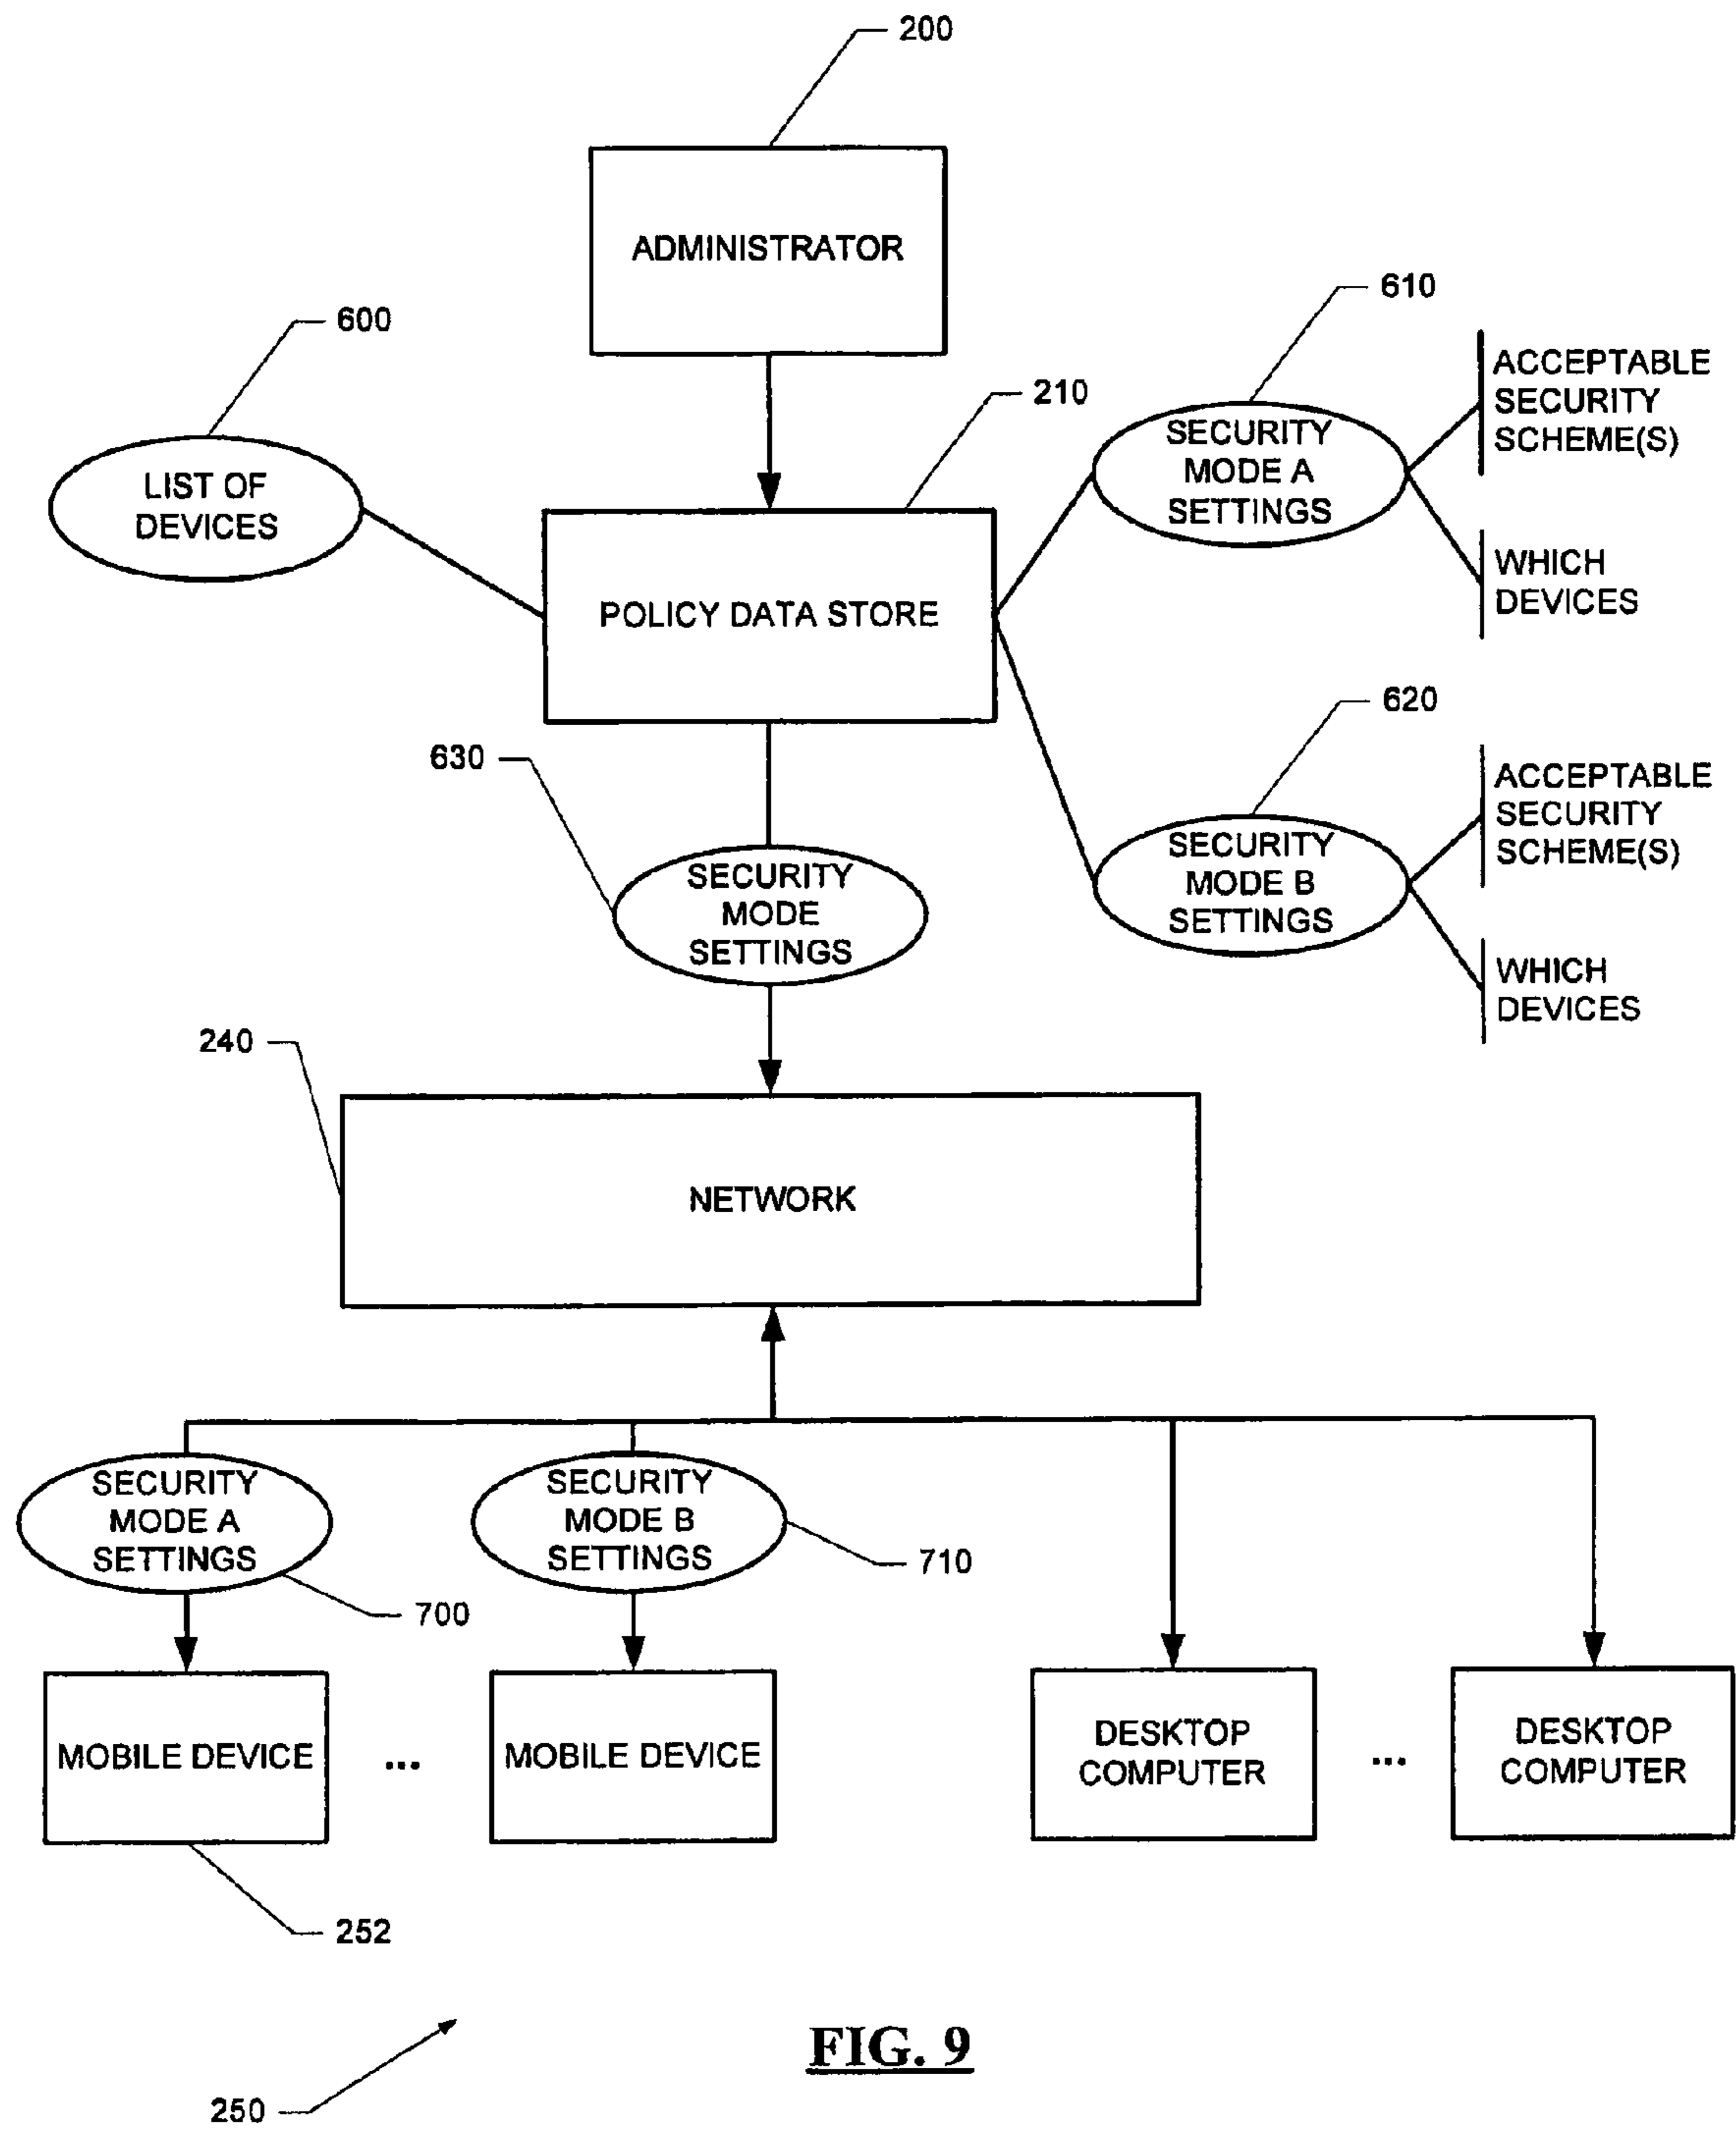 200
ADMINISTRATOR
600
LIST OF
DEVICES
210
POLICY DATA STORE
610
SECURITY
MODE A
SETTINGS
ACCEPTABLE
SECURITY
SCHEME(S)
WHICH
DEVICES
620
SECURITY
MODE B
SETTINGS
ACCEPTABLE
SECURITY
SCHEME(S)
WHICH
DEVICES
630
SECURITY
MODE
SETTINGS
240
NETWORK
SECURITY
MODE A
SETTINGS
700
SECURITY
MODE B
SETTINGS
710
MOBILE DEVICE
...
MOBILE DEVICE
DESKTOP
COMPUTER
...
DESKTOP
COMPUTER
252
250
FIG. 9